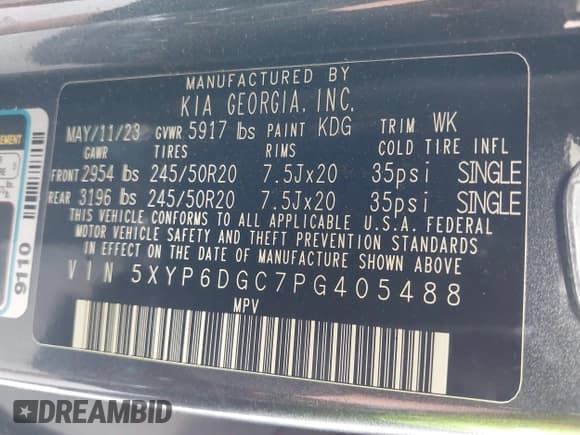 MANUFACTURED BY
KIA GEORGIA, INC.
MAY/11/23 GVWR 5917 lbs PAINT KDG TRIM WK
GAWR TIRES RIMS COLD TIRE INFL
FRONT 2954 lbs 245/50R20 7.5Jx20 35psi SINGLE
REAR 3196 lbs 245/50R20 7.5Jx20 35psi SINGLE
THIS VEHICLE CONFORMS TO ALL APPLICABLE U.S.A. FEDERAL
MOTOR VEHICLE SAFETY AND THEFT PREVENTION STANDARDS
IN EFFECT ON THE DATE OF MANUFACTURE SHOWN ABOVE
VIN 5XYP6DGC7PG405488
MPV
9110
DREAMBID